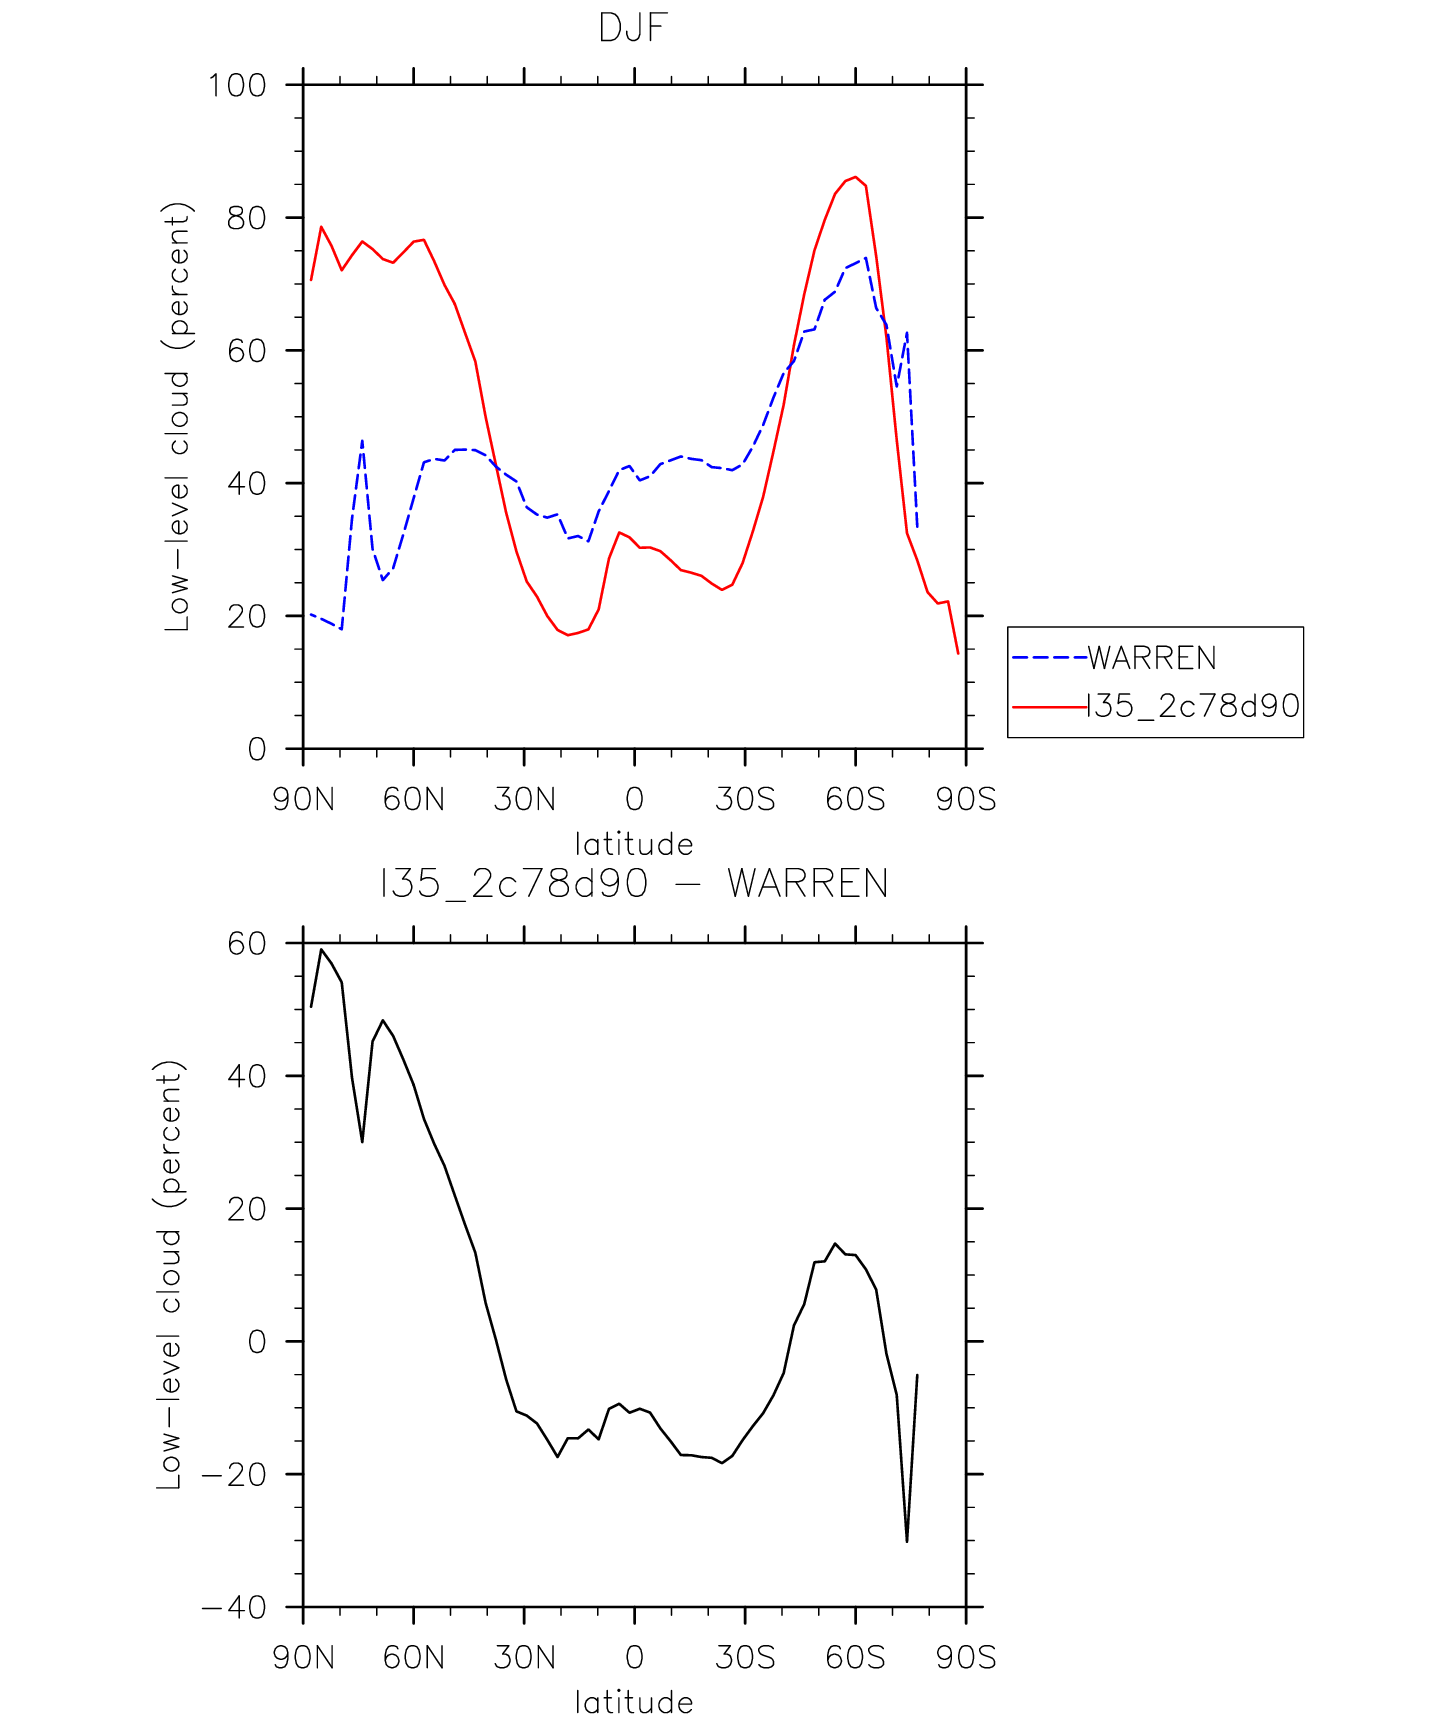 DJF
100
80
60
40
20
0
Low-level cloud (percent)
90N 60N 30N 0 30S 60S 90S
latitude
WARREN
I35_2c78d90
I35_2c78d90 - WARREN
60
40
20
0
-20
-40
Low-level cloud (percent)
90N 60N 30N 0 30S 60S 90S
latitude